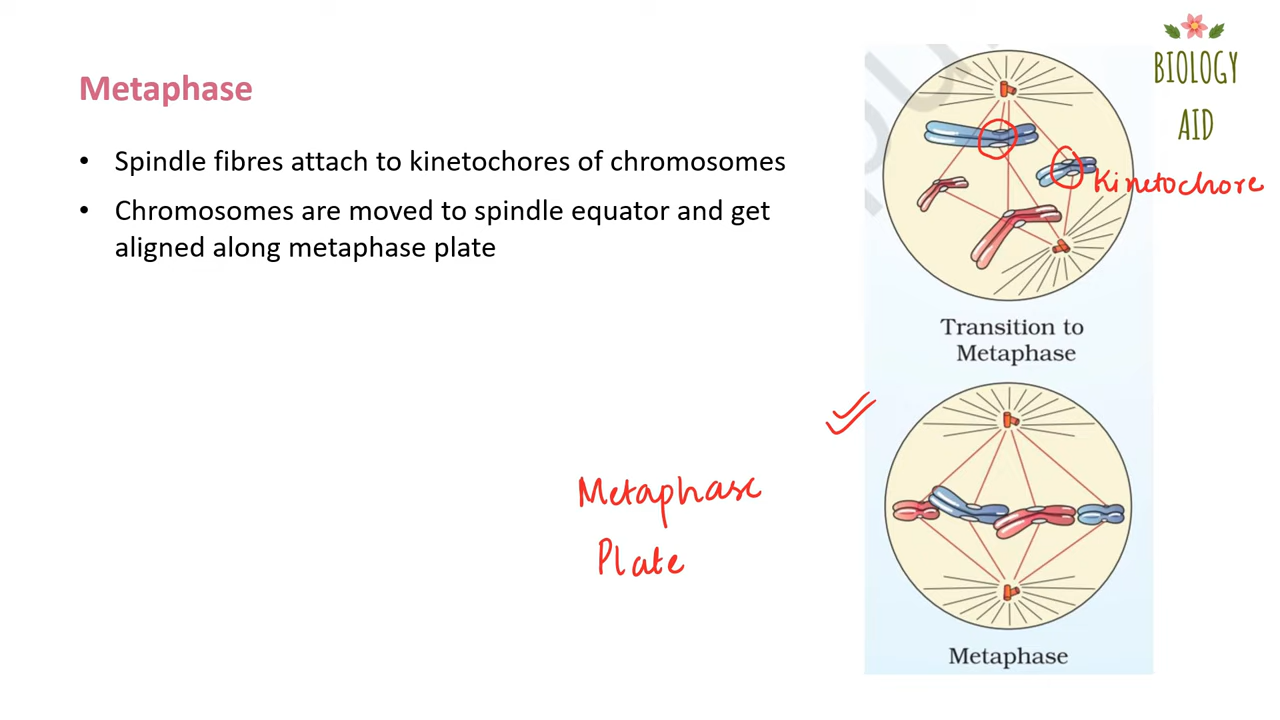 BIOLOGY
AID
Metaphase
• Spindle fibres attach to kinetochores of chromosomes
• Chromosomes are moved to spindle equator and get
aligned along metaphase plate
Kinetochore
Transition to
Metaphase
Metaphase
Plate
Metaphase